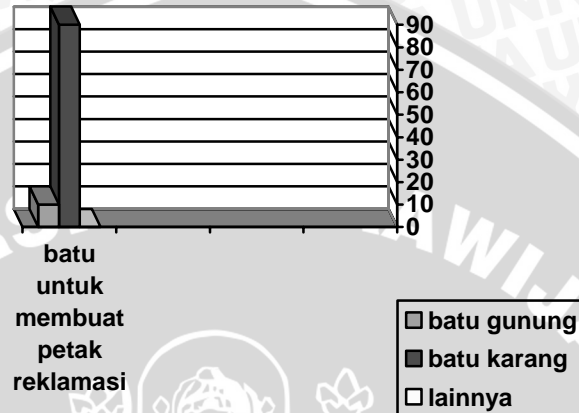 90
80
70
60
50
40
30
20
10
0
batu
untuk
membuat
petak
reklamasi
batu gunung
batu karang
lainnya